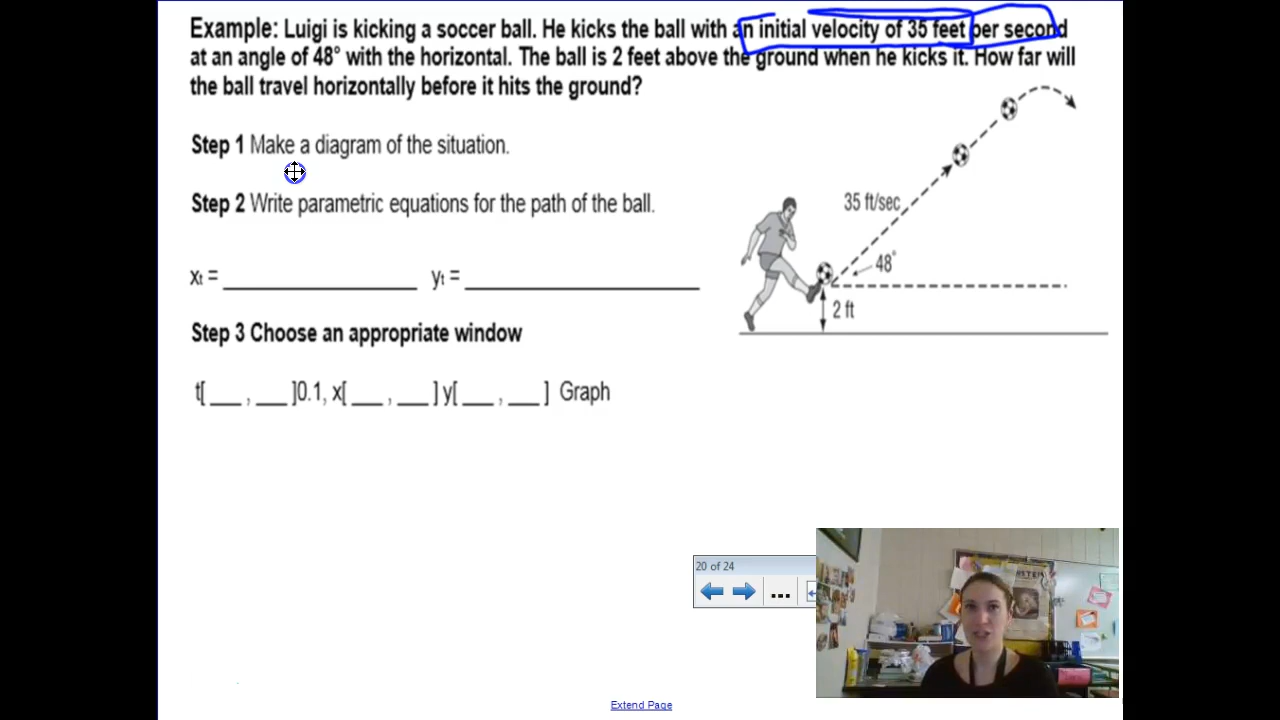 Example: Luigi is kicking a soccer ball. He kicks the ball with an initial velocity of 35 feet per second
at an angle of 48° with the horizontal. The ball is 2 feet above the ground when he kicks it. How far will
the ball travel horizontally before it hits the ground?
Step 1 Make a diagram of the situation.
Step 2 Write parametric equations for the path of the ball.
35 ft/sec
48°
xt = ________________ yt = ___________________
2 ft
Step 3 Choose an appropriate window
t[ ___ , ___ ]0.1, x[ ___ , ___ ] y[ ___ , ___ ] Graph
20 of 24
...
Extend Page